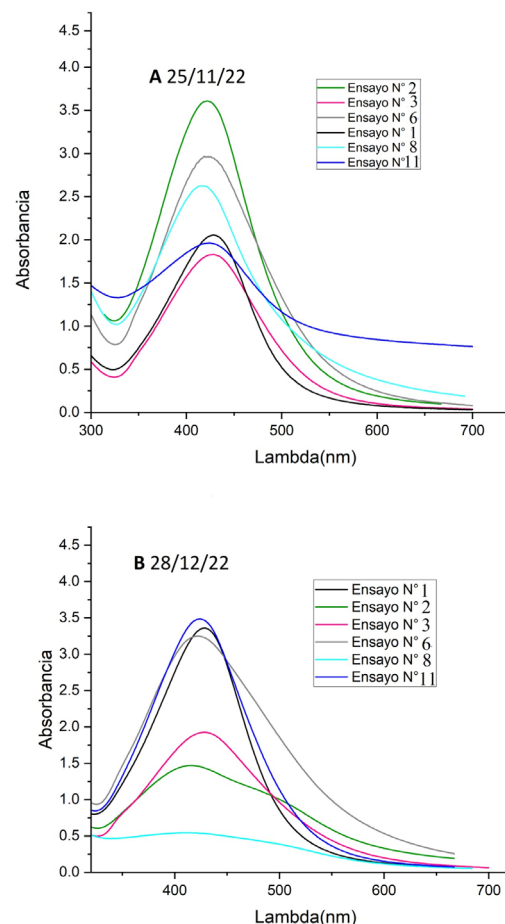 A 25/11/22
4.5
4.0
3.5
3.0
2.5
2.0
1.5
1.0
0.5
0.0
Absorbancia
Ensayo N° 2
Ensayo N° 3
Ensayo N° 6
Ensayo N° 1
Ensayo N° 8
Ensayo N° 11
300
400
500
600
700
Lambda(nm)
B 28/12/22
4.5
4.0
3.5
3.0
2.5
2.0
1.5
1.0
0.5
0.0
Absorbancia
Ensayo N° 1
Ensayo N° 2
Ensayo N° 3
Ensayo N° 6
Ensayo N° 8
Ensayo N° 11
400
500
600
700
Lambda (nm)